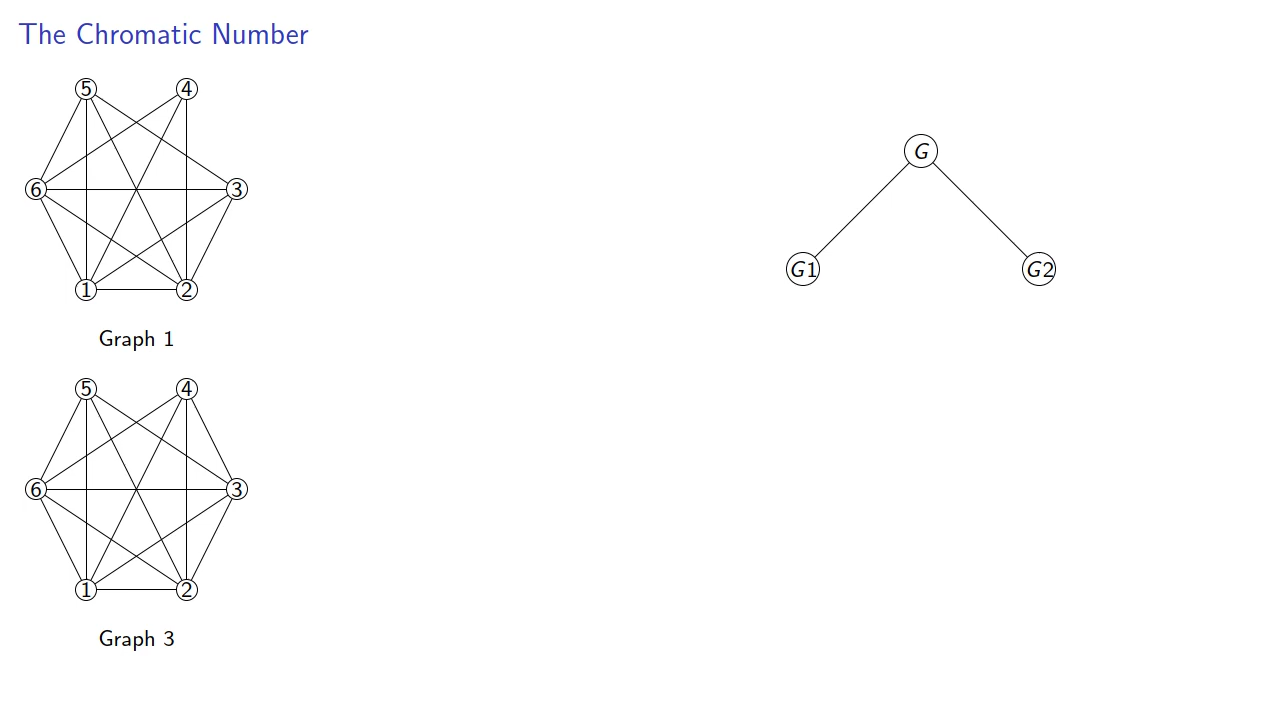 The Chromatic Number
5 4
6 3
1 2
Graph 1
G
G1 G2
5 4
6 3
1 2
Graph 3